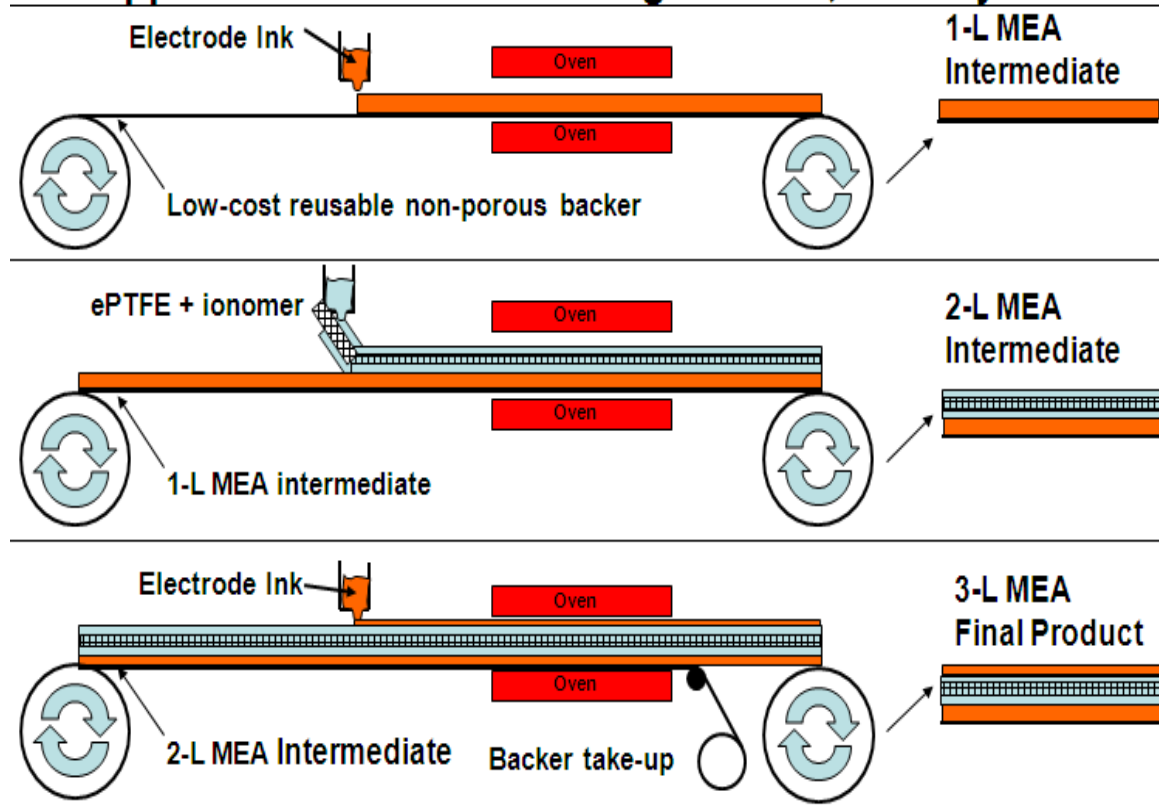 Electrode Ink
Oven
1-L MEA
Intermediate
Oven
Low-cost reusable non-porous backer
ePTFE + ionomer
Oven
2-L MEA
Intermediate
Oven
1-L MEA intermediate
Electrode Ink
Oven
3-L MEA
Final Product
Oven
2-L MEA Intermediate
Backer take-up